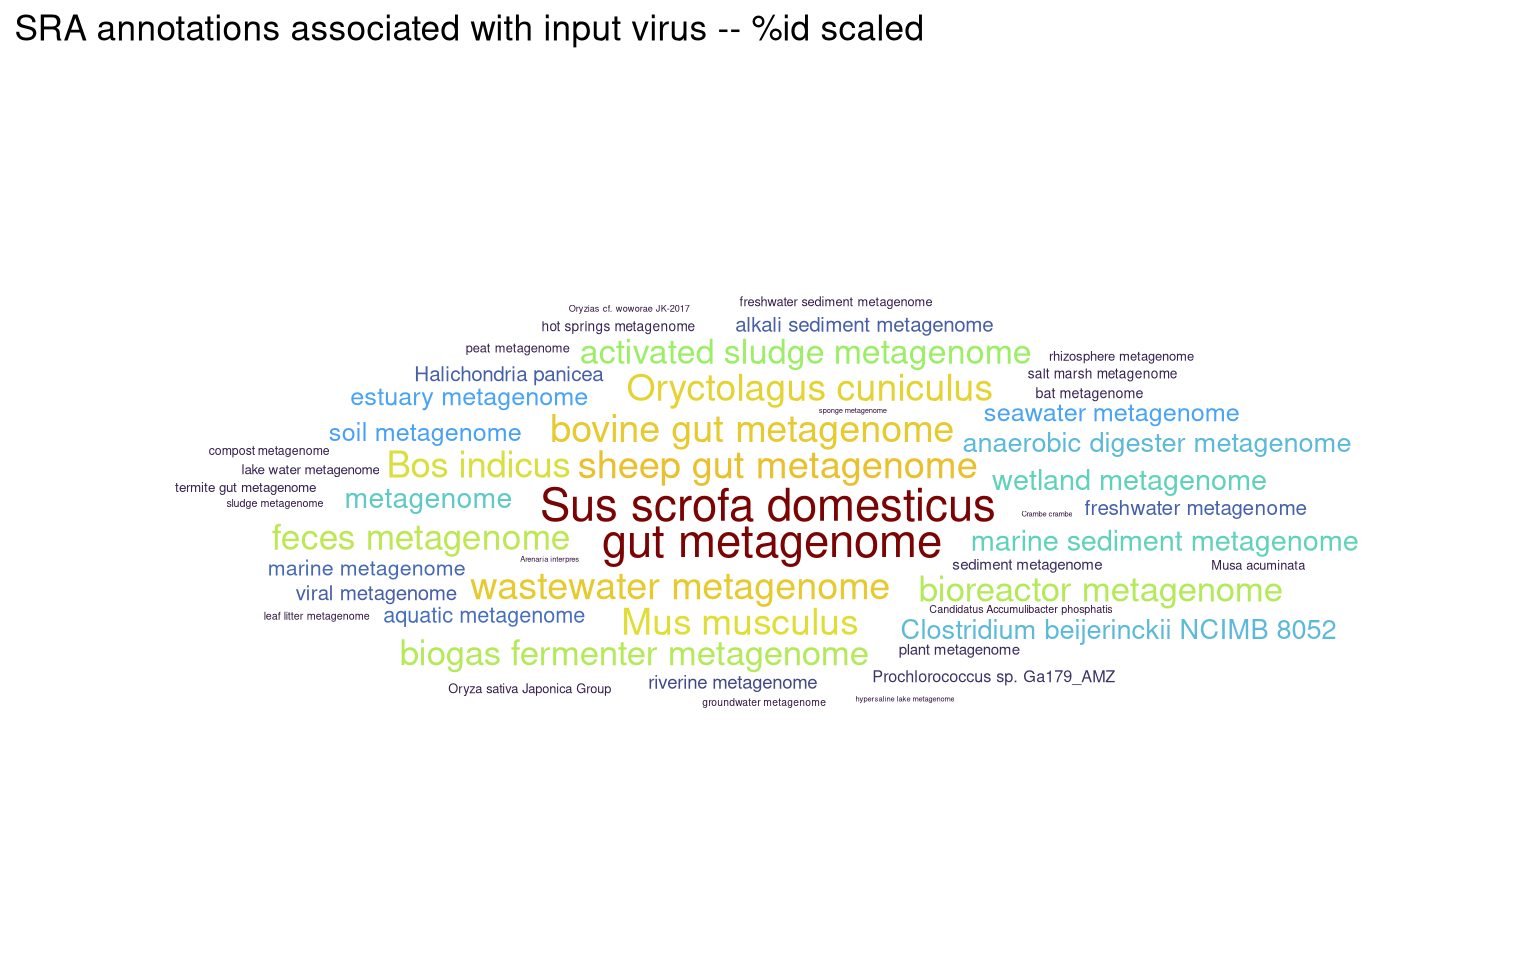 SRA annotations associated with input virus -- %id scaled
freshwater sediment metagenome
Oryzias cf. woworae JK-2017
hot springs metagenome
alkali sediment metagenome
peat metagenome
activated sludge metagenome
rhizosphere metagenome
Halichondria panicea
Oryctolagus cuniculus
salt marsh metagenome
bat metagenome
estuary metagenome
sponge metagenome
seawater metagenome
soil metagenome
bovine gut metagenome
anaerobic digester metagenome
compost metagenome
lake water metagenome
Bos indicus
sheep gut metagenome
wetland metagenome
termite gut metagenome
sludge metagenome
metagenome
Sus scrofa domesticus
Crambe crambe
freshwater metagenome
feces metagenome
gut metagenome
marine sediment metagenome
Arenaria interpres
marine metagenome
sediment metagenome
Musa acuminata
viral metagenome
wastewater metagenome
bioreactor metagenome
Candidatus Accumulibacter phosphatis
leaf litter metagenome
aquatic metagenome
Mus musculus
Clostridium beijerinckii NCIMB 8052
biogas fermenter metagenome
plant metagenome
Prochlorococcus sp. Ga179_AMZ
Oryza sativa Japonica Group
riverine metagenome
groundwater metagenome
hypersaline lake metagenome